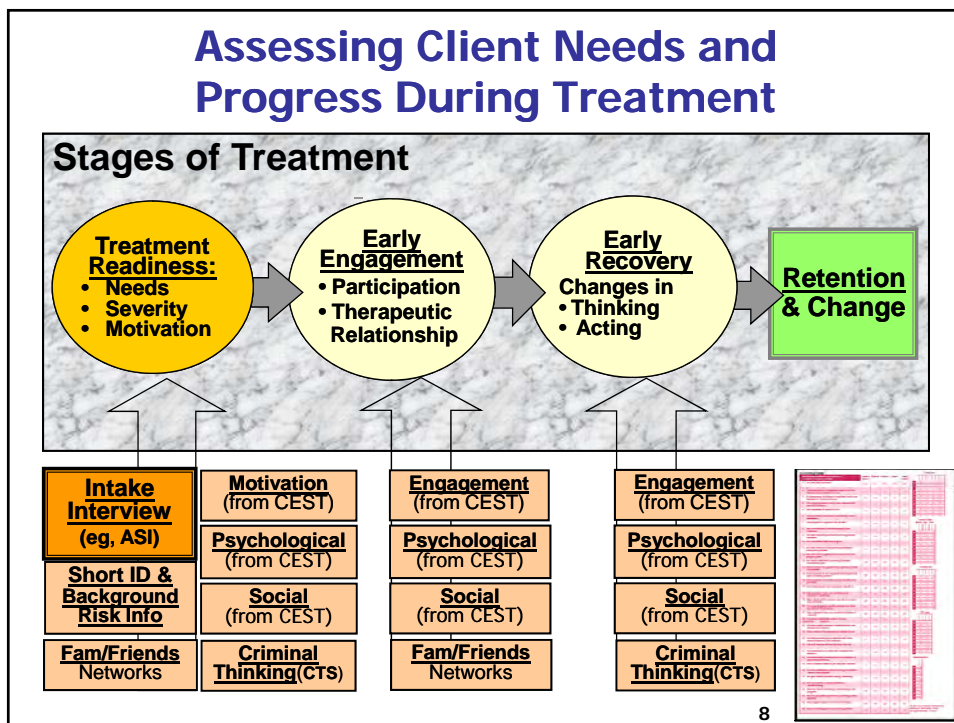 Assessing Client Needs and
Progress During Treatment
Stages of Treatment
Treatment
Readiness:
• Needs
• Severity
• Motivation
Early
Engagement
• Participation
• Therapeutic
Relationship
Early
Recovery
Changes in
• Thinking
• Acting
Retention
& Change
Intake
Interview
(eg, ASI)
Short ID &
Background
Risk Info
Fam/Friends
Networks
Motivation
(from CEST)
Psychological
(from CEST)
Social
(from CEST)
Criminal
Thinking(CTS)
Engagement
(from CEST)
Psychological
(from CEST)
Social
(from CEST)
Fam/Friends
Networks
Engagement
(from CEST)
Psychological
(from CEST)
Social
(from CEST)
Criminal
Thinking(CTS)
8